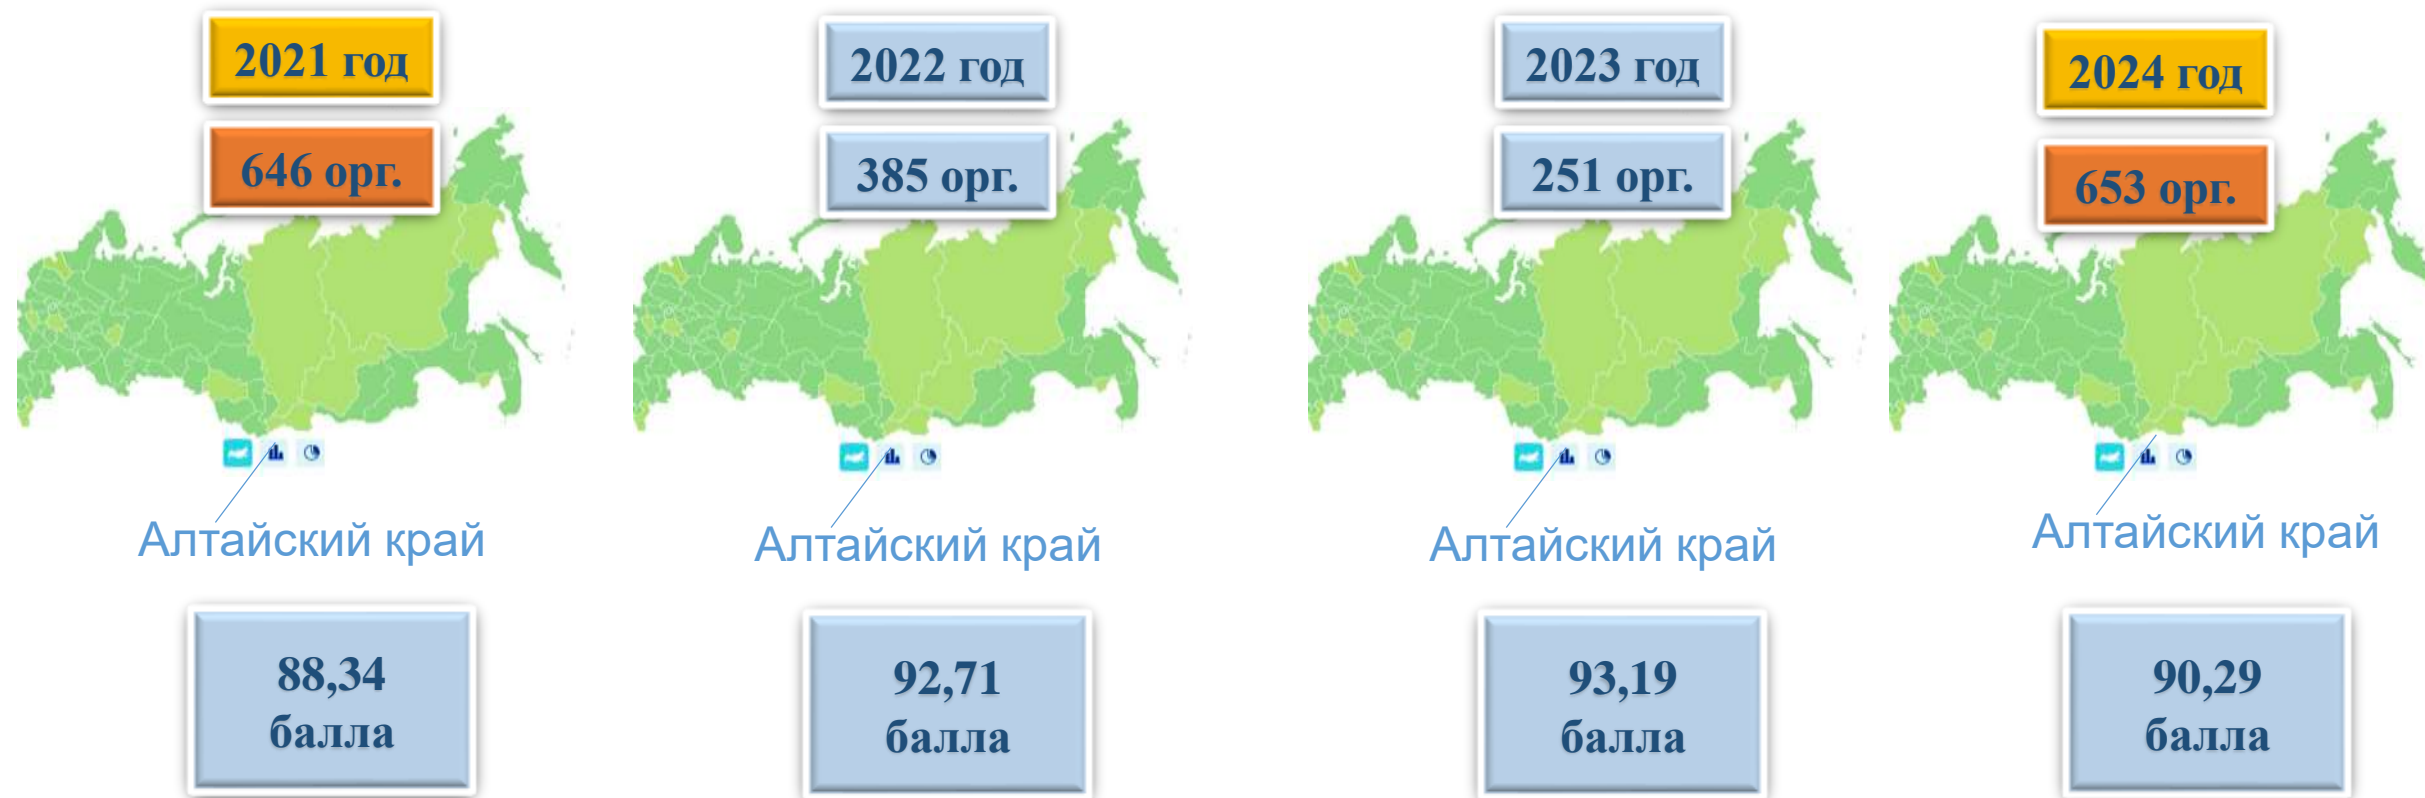 2021 год
646 орг.
Алтайский край
88,34
балла
2022 год
385 орг.
Алтайский край
92,71
балла
2023 год
251 орг.
Алтайский край
93,19
балла
2024 год
653 орг.
Алтайский край
90,29
балла